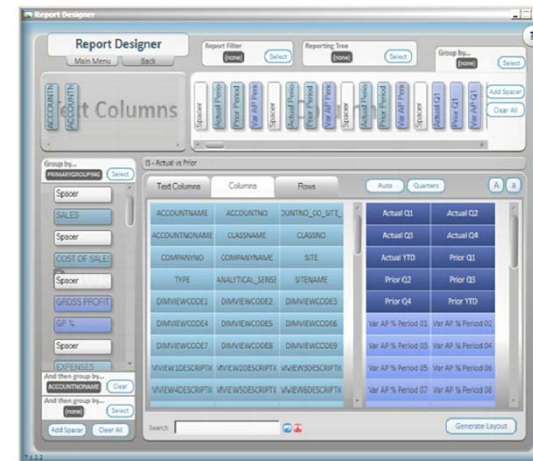 Report Designer
Report Designer
Main Menu
Back
Report Filter
(none)
Select
Reporting Tree
(none)
Select
Group By...
(none)
Select
Text Columns
ACCOUNTN
ACCOUNTN
Spacer
Actual Perio
Prior Period
Var AP Peric
Spacer
Actual Perio
Prior Period
Var AP Peric
Spacer
Actual Perio
Prior Period
Var AP Peric
Spacer
Actual Q1
Prior Q1
Var AP Q1
Add Spacer
Clear All
Group by...
PRIMARYGROUPING
Select
Spacer
SALES
Spacer
COST OF SALES
Spacer
GROSS PROFIT
GP %
Spacer
EXPENSES
And then group by...
ACCOUNTNONAME
Clear
And then group by...
(none)
Select
Add Spacer
Clear All
IS - Actual vs Prior
Text Columns
Columns
Rows
Auto
Quarters
A
a
ACCOUNTNAME ACCOUNTNO
ACCOUNTNONAME CLASSNAME CLASSNO
COMPANYNO COMPANYNAME SITE
TYPE ANALYTICAL_SENSE SITENAME
DIMVIEWCODE1 DIMVIEWCODE2 DIMVIEWCODE3
DIMVIEWCODE4 DIMVIEWCODE5 DIMVIEWCODE6
DIMVIEWCODE7 DIMVIEWCODE8 DIMVIEWCODE9
Actual Q1 Actual Q2
Actual Q3 Actual Q4
Actual YTD Prior Q1
Prior Q2 Prior Q3
Prior Q4 Prior YTD
Var AP % Period 01 Var AP % Period 02
Var AP % Period 03 Var AP % Period 04
Var AP % Period 05 Var AP % Period 06
Var AP % Period 07 Var AP % Period 08
Search
Generate Layout